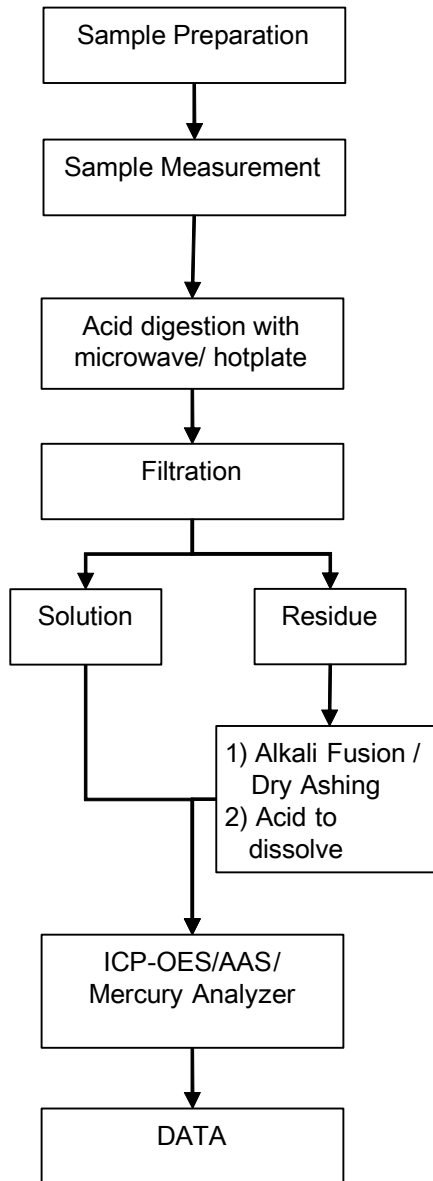 Sample Preparation
Sample Measurement
Acid digestion with
microwave/ hotplate
Filtration
Solution
Residue
1) Alkali Fusion /
Dry Ashing
2) Acid to
dissolve
ICP-OES/AAS/
Mercury Analyzer
DATA